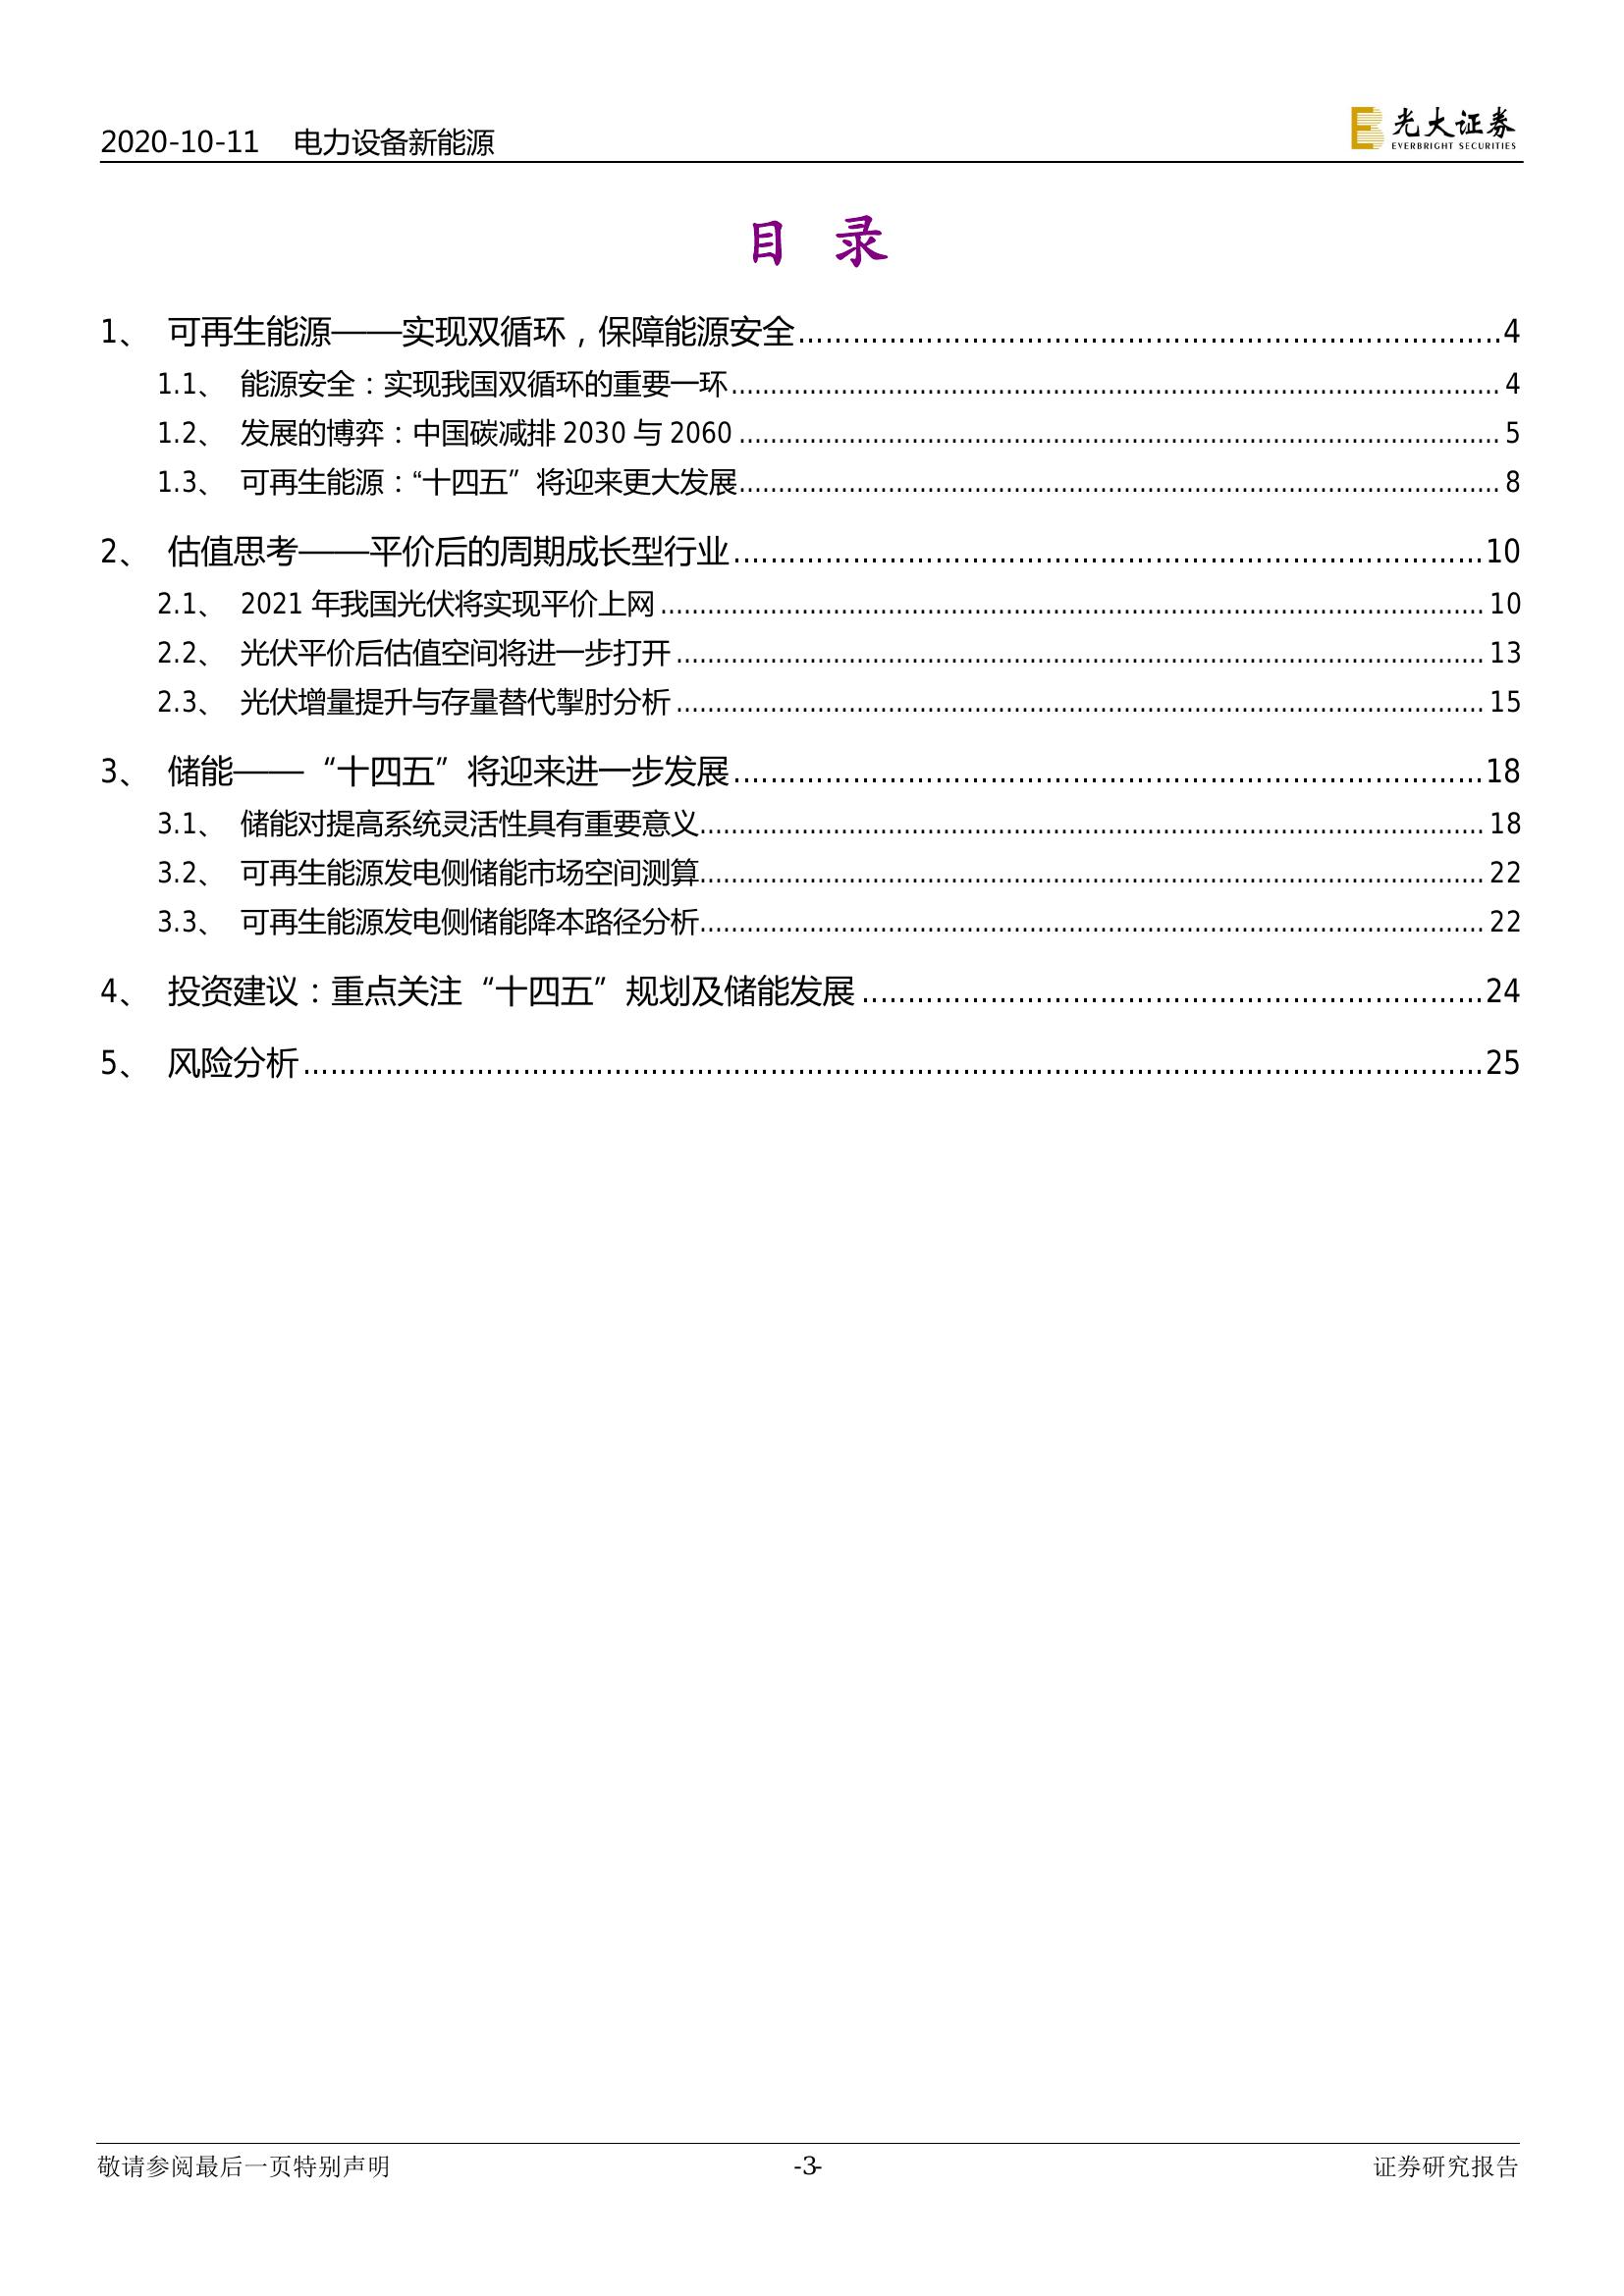 2020-10-11 电力设备新能源
光大证券
EVERBRIGHT SECURITIES
目 录
1、 可再生能源——实现双循环，保障能源安全 4
1.1、 能源安全：实现我国双循环的重要一环 4
1.2、 发展的博弈：中国碳减排 2030 与 2060 5
1.3、 可再生能源：“十四五”将迎来更大发展 8
2、 估值思考——平价后的周期成长型行业 10
2.1、 2021 年我国光伏将实现平价上网 10
2.2、 光伏平价后估值空间将进一步打开 13
2.3、 光伏增量提升与存量替代掣肘分析 15
3、 储能——“十四五”将迎来进一步发展 18
3.1、 储能对提高系统灵活性具有重要意义 18
3.2、 可再生能源发电侧储能市场空间测算 22
3.3、 可再生能源发电侧储能降本路径分析 22
4、 投资建议：重点关注“十四五”规划及储能发展 24
5、 风险分析 25
敬请参阅最后一页特别声明 -3- 证券研究报告